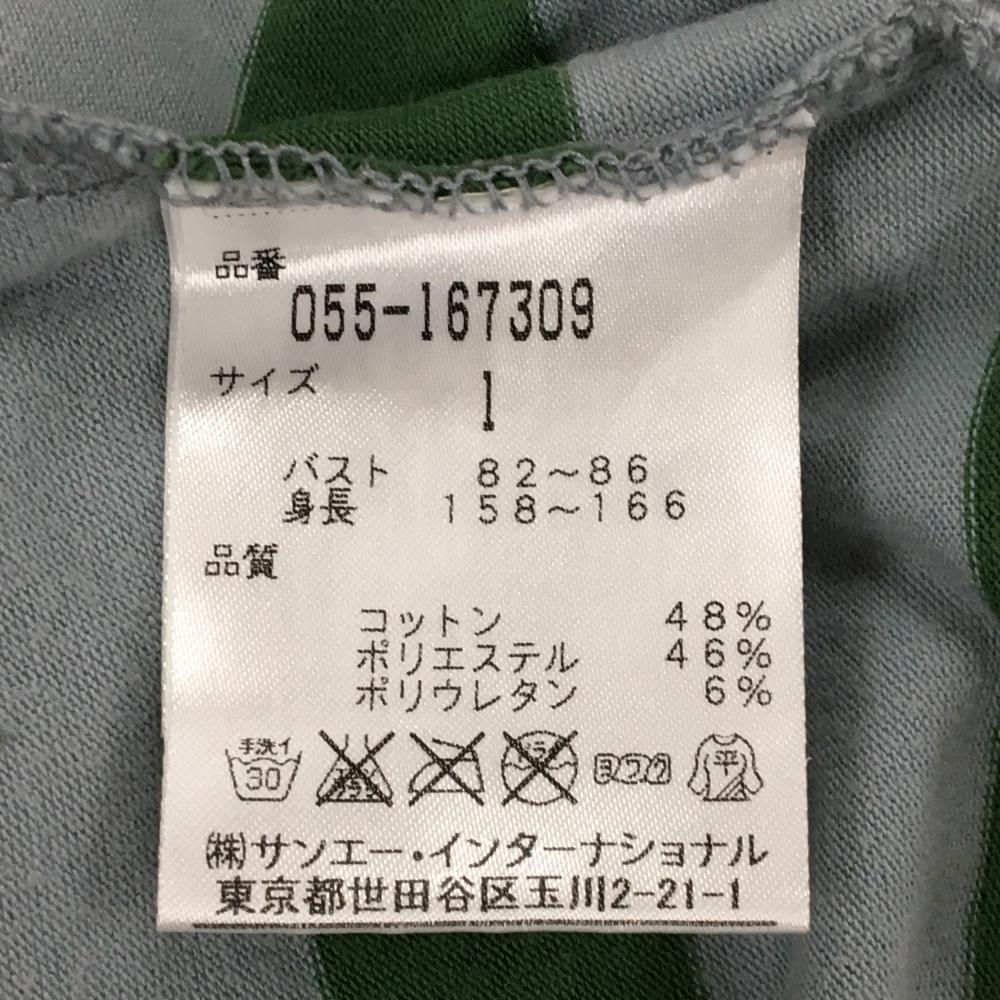 品番
055-167309
サイズ
1
バスト 82～86
身長 158～166
品質
コットン 48%
ポリエステル 46%
ポリウレタン 6%
手洗イ
30
ヨワク
平
㈱サンエー・インターナショナル
東京都世田谷区玉川2-21-1